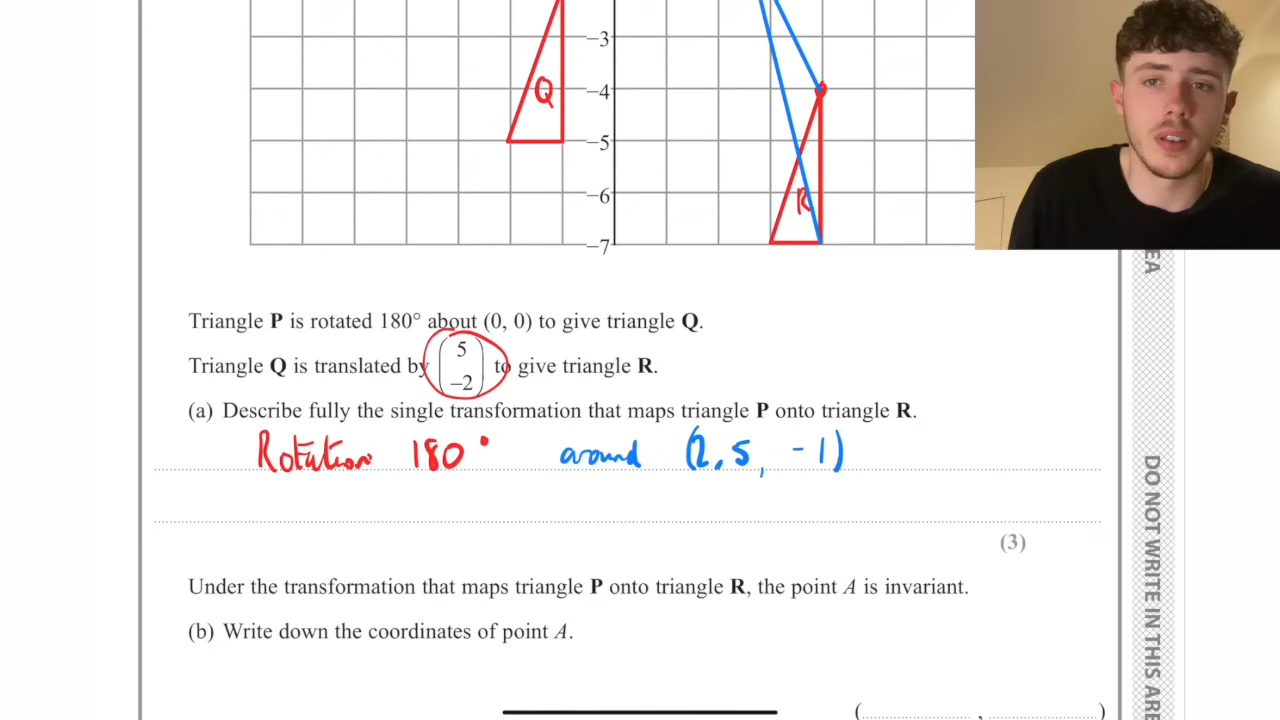 −3
Q
−4
−5
−6
R
−7
EA
Triangle P is rotated 180° about (0, 0) to give triangle Q.
5
Triangle Q is translated by ( ) to give triangle R.
−2
(a) Describe fully the single transformation that maps triangle P onto triangle R.
Rotation 180° around (2.5, -1)
(3)
Under the transformation that maps triangle P onto triangle R, the point A is invariant.
(b) Write down the coordinates of point A.
(.........................., ..........................)
DO NOT WRITE IN THIS ARE